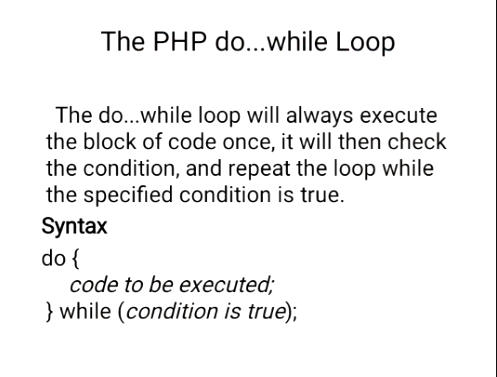 The PHP do...while Loop
The do...while loop will always execute
the block of code once, it will then check
the condition, and repeat the loop while
the specified condition is true.
Syntax
do {
code to be executed;
} while (condition is true);